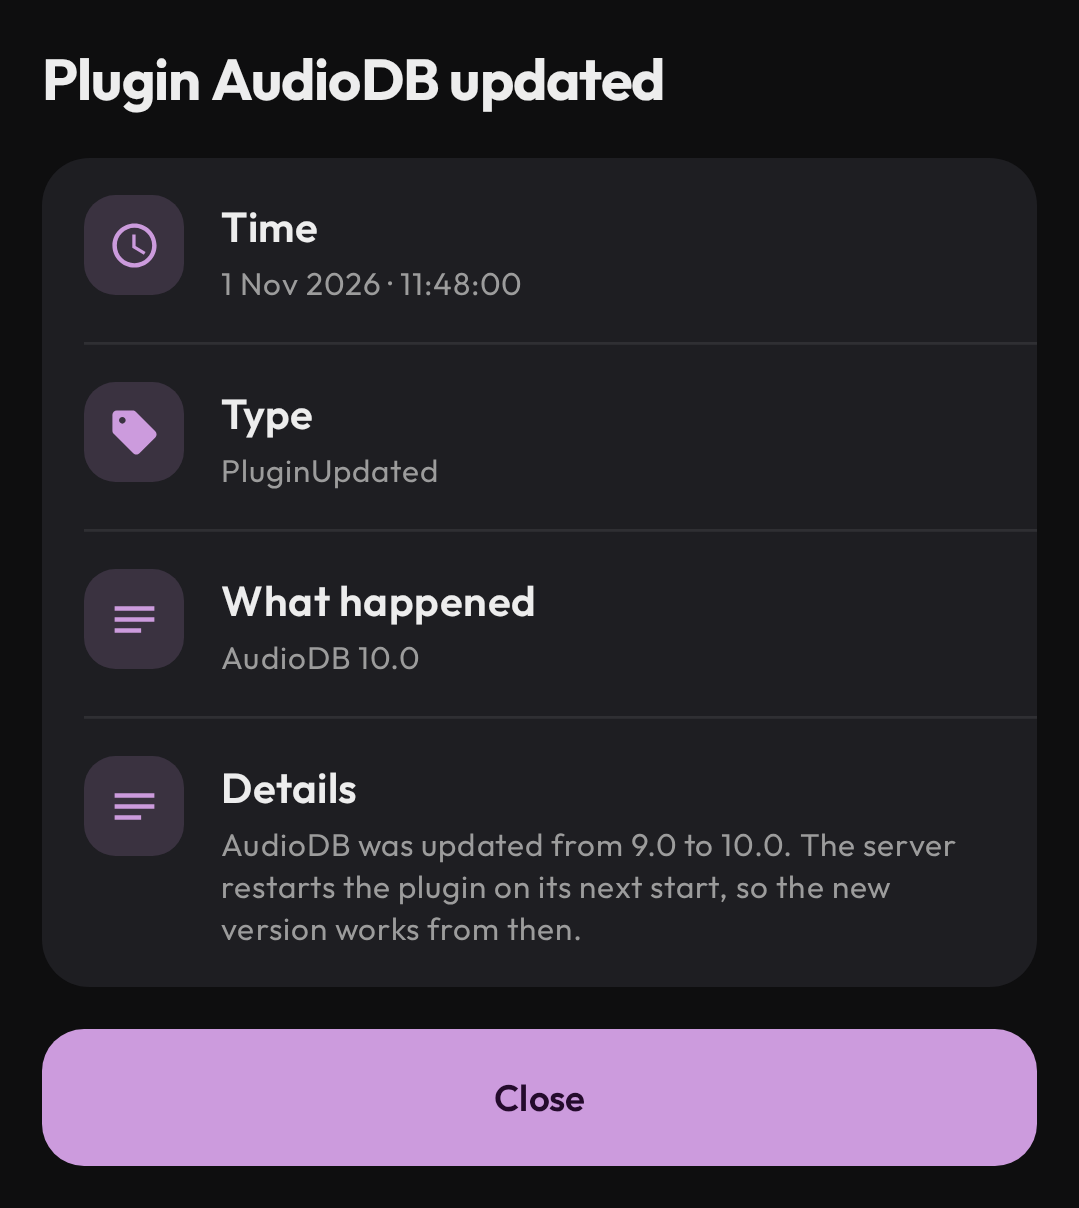 Plugin AudioDB updated
Time
1 Nov 2026 · 11:48:00
Type
PluginUpdated
What happened
AudioDB 10.0
Details
AudioDB was updated from 9.0 to 10.0. The server
restarts the plugin on its next start, so the new
version works from then.
Close